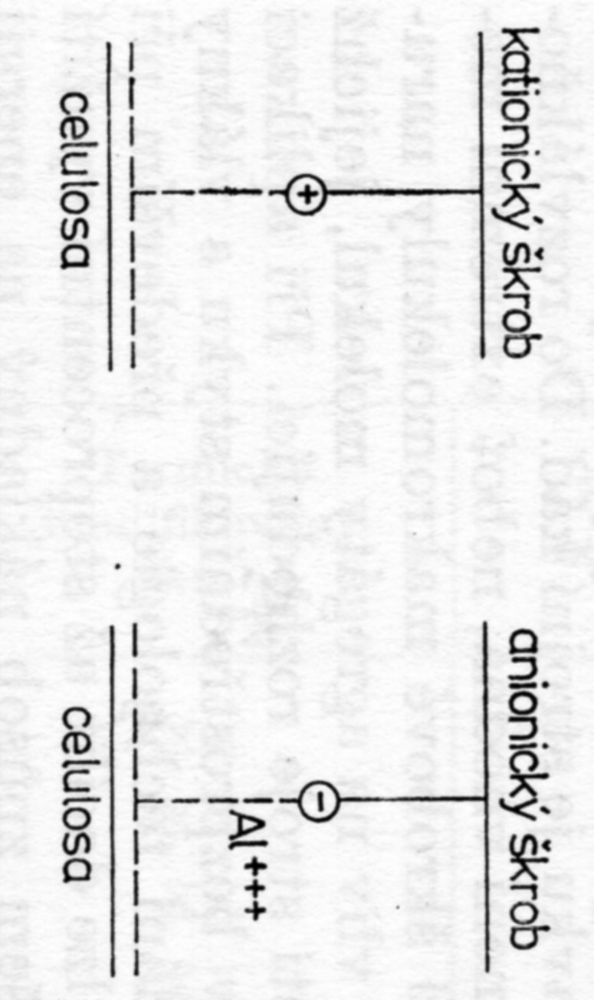 kationický škrob
+
celulosa
anionický škrob
−
Al+++
celulosa